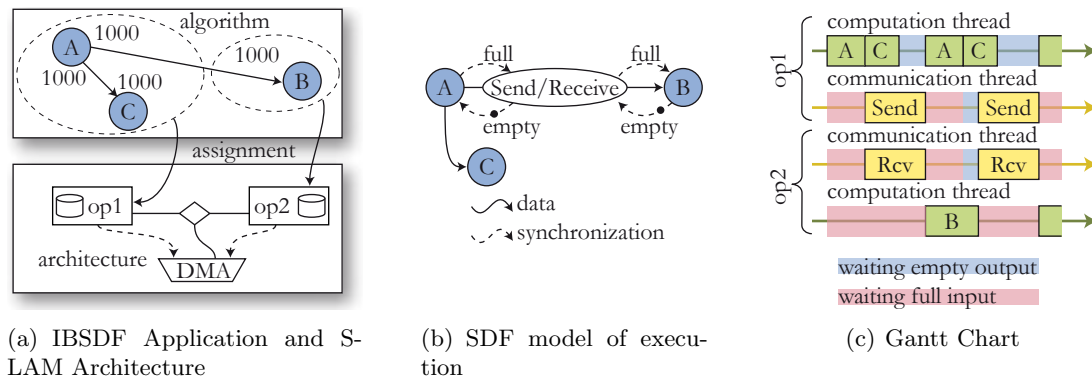 1000
algorithm
A
1000
1000
1000
B
C
assignment
op1
op2
architecture
DMA
(a) IBSDF Application and S-
LAM Architecture
full
full
A
Send/Receive
B
empty
empty
C
data
synchronization
(b) SDF model of execu-
tion
computation thread
op1
A C A C
communication thread
Send Send
communication thread
op2
Rcv Rcv
computation thread
B
waiting empty output
waiting full input
(c) Gantt Chart